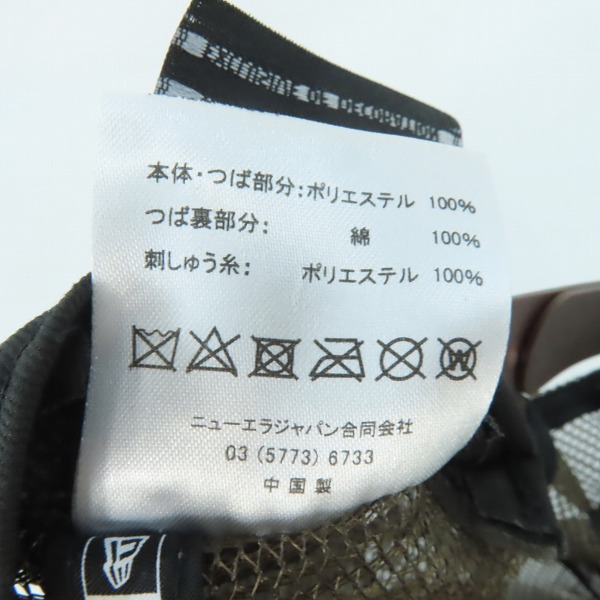 OF DECORATION
本体・つば部分:ポリエステル 100%
つば裏部分: 綿 100%
刺しゅう糸: ポリエステル 100%
W
ニューエラジャパン合同会社
03 (5773) 6733
中国製